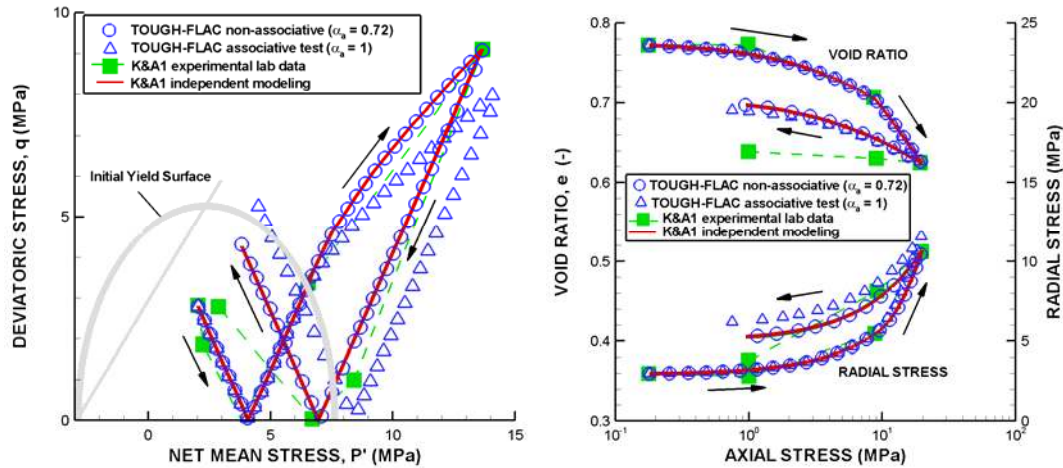 TOUGH-FLAC non-associative (αa = 0.72)
TOUGH-FLAC associative test (αa = 1)
K&A1 experimental lab data
K&A1 independent modeling
Initial Yield Surface
DEVIATORIC STRESS, q (MPa)
10
5
0
0
5
10
15
NET MEAN STRESS, P' (MPa)
VOID RATIO
TOUGH-FLAC non-associative (αa = 0.72)
TOUGH-FLAC associative test (αa = 1)
K&A1 experimental lab data
K&A1 independent modeling
RADIAL STRESS
VOID RATIO, e (-)
0.8
0.7
0.6
0.5
0.4
0.3
RADIAL STRESS (MPa)
25
20
15
10
5
0
10-1
100
101
102
AXIAL STRESS (MPa)